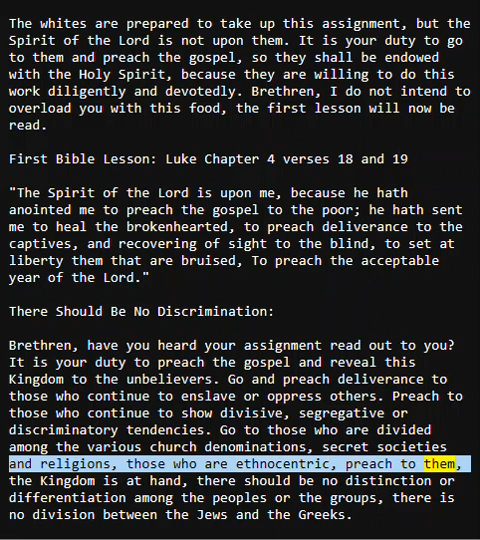 The whites are prepared to take up this assignment, but the
Spirit of the Lord is not upon them. It is your duty to go
to them and preach the gospel, so they shall be endowed
with the Holy Spirit, because they are willing to do this
work diligently and devotedly. Brethren, I do not intend to
overload you with this food, the first lesson will now be
read.
First Bible Lesson: Luke Chapter 4 verses 18 and 19
"The Spirit of the Lord is upon me, because he hath
anointed me to preach the gospel to the poor; he hath sent
me to heal the brokenhearted, to preach deliverance to the
captives, and recovering of sight to the blind, to set at
liberty them that are bruised, To preach the acceptable
year of the Lord."
There Should Be No Discrimination:
Brethren, have you heard your assignment read out to you?
It is your duty to preach the gospel and reveal this
Kingdom to the unbelievers. Go and preach deliverance to
those who continue to enslave or oppress others. Preach to
those who continue to show divisive, segregative or
discriminatory tendencies. Go to those who are divided
among the various church denominations, secret societies
and religions, those who are ethnocentric, preach to them,
the Kingdom is at hand, there should be no distinction or
differentiation among the peoples or the groups, there is
no division between the Jews and the Greeks.